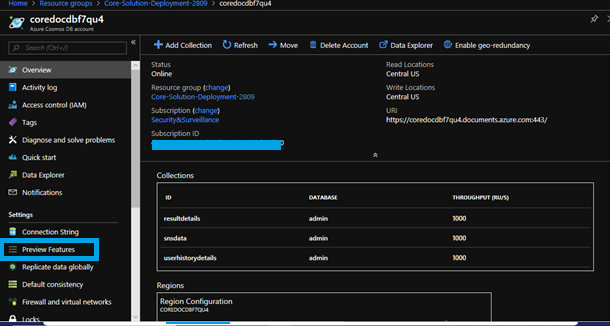 Home > Resource groups > Core-Solution-Deployment-2809 > coredocdbf7qu4
coredocdbf7qu4
Azure Cosmos DB account
Search (Ctrl+/)
Overview
Activity log
Access control (IAM)
Tags
Diagnose and solve problems
Quick start
Data Explorer
Notifications
Settings
Connection String
Preview Features
Replicate data globally
Default consistency
Firewall and virtual networks
Locks
Add Collection
Refresh
Move
Delete Account
Data Explorer
Enable geo-redundancy
Status
Online
Resource group (change)
Core-Solution-Deployment-2809
Subscription (change)
Security&Surveillance
Subscription ID
Read Locations
Central US
Write Locations
Central US
URI
https://coredocdbf7qu4.documents.azure.com:443/
Collections
ID DATABASE THROUGHPUT (RU/S)
resultdetails admin 1000
snsdata admin 1000
userhistorydetails admin 1000
Regions
Region Configuration
COREDOCDBF7QU4